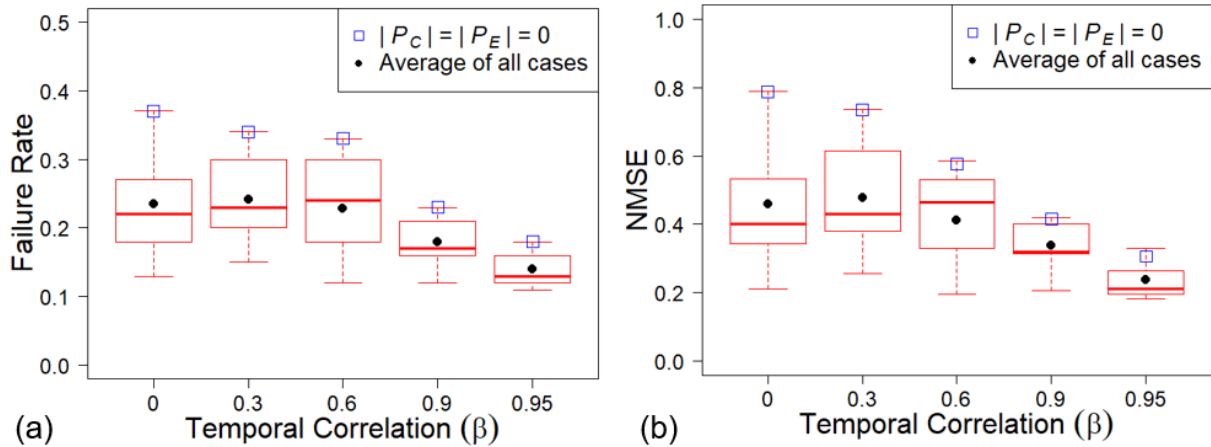 0.5
0.4
0.3
0.2
0.1
0.0
Failure Rate
| P_C | = | P_E | = 0
Average of all cases
0 0.3 0.6 0.9 0.95
Temporal Correlation (β)
(a)
1.0
0.8
0.6
0.4
0.2
0.0
NMSE
| P_C | = | P_E | = 0
Average of all cases
0 0.3 0.6 0.9 0.95
Temporal Correlation (β)
(b)